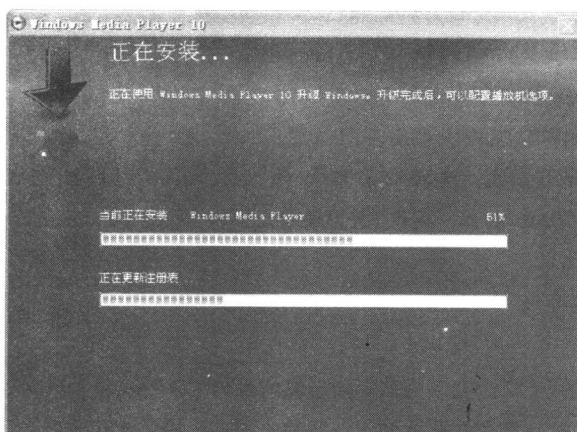 Windows Media Player 10
正在安装...
正在使用 Windows Media Player 10 升级 Windows。升级完成后，可以配置播放机选项。
当前正在安装 Windows Media Player 61%
正在更新注册表